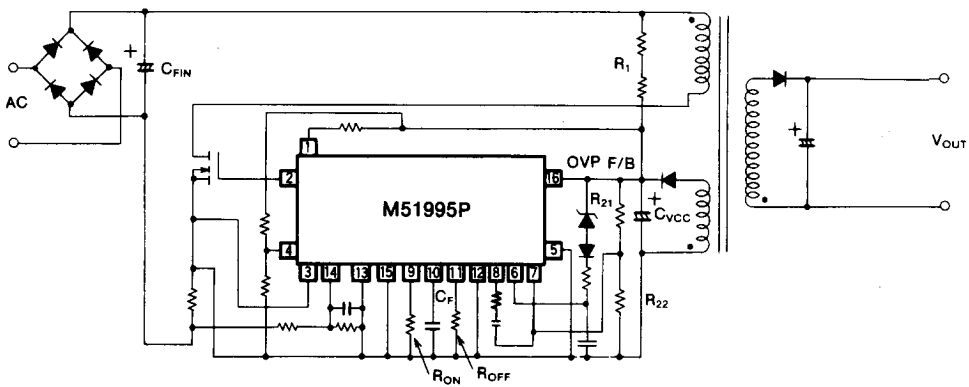 AC
+
C_FIN
R_1
OVP F/B
M51995P
1
2
4
16
5
3 14 13 15 9 10 11 12 8 6 7
R_21
+
C_VCC
R_22
C_F
R_ON
R_OFF
+
V_OUT